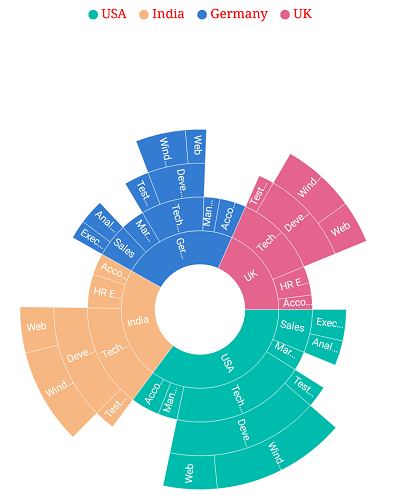 USA India Germany UK
Web
Wind...
Deve...
Test...
Tech...
Mar...
Man...
Acco...
Anal...
Exec...
Sales
Ger...
Test...
Wind...
Deve...
Web
Tech...
UK
HR E...
Acco...
Acco...
HR E...
India
Web
Deve...
Tech...
Wind...
Test...
USA
Sales
Exec...
Anal...
Mar...
Test...
Tech...
Man...
Acco...
Deve...
Wind...
Web